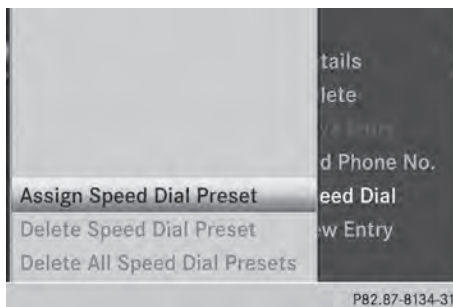 tails
lete
d Phone No.
Assign Speed Dial Preset
eed Dial
Delete Speed Dial Preset
ew Entry
Delete All Speed Dial Presets
P82.87-8134-31